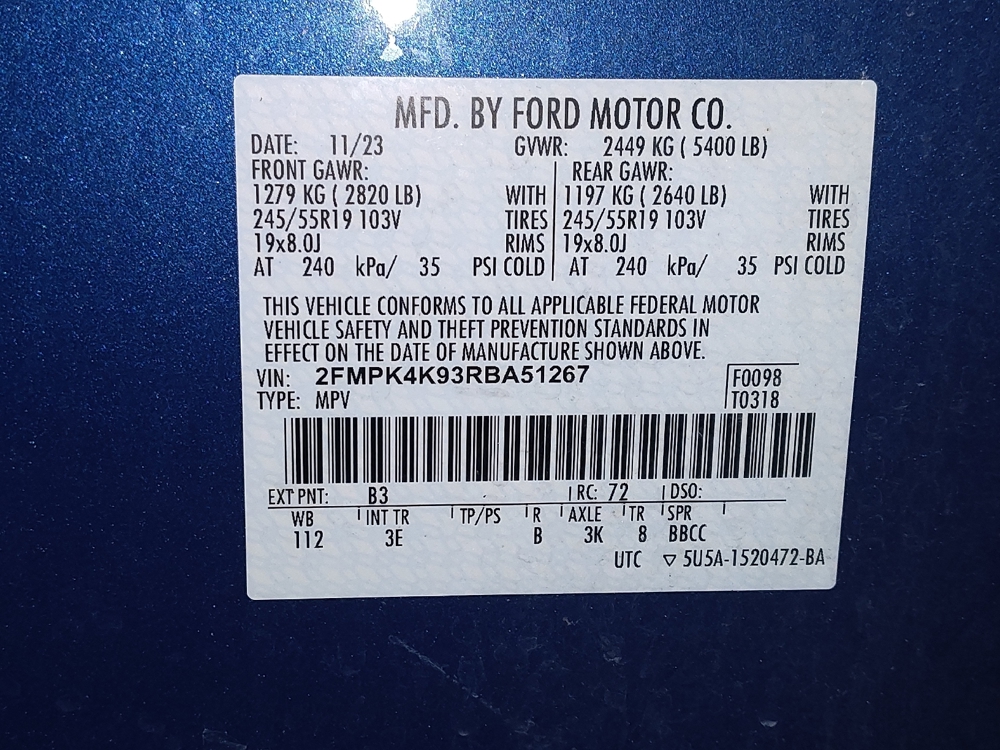 MFD. BY FORD MOTOR CO.
DATE: 11/23 GVWR: 2449 KG ( 5400 LB)
FRONT GAWR: REAR GAWR:
1279 KG ( 2820 LB) WITH 1197 KG ( 2640 LB) WITH
245/55R19 103V TIRES 245/55R19 103V TIRES
19x8.0J RIMS 19x8.0J RIMS
AT 240 kPa/ 35 PSI COLD AT 240 kPa/ 35 PSI COLD
THIS VEHICLE CONFORMS TO ALL APPLICABLE FEDERAL MOTOR
VEHICLE SAFETY AND THEFT PREVENTION STANDARDS IN
EFFECT ON THE DATE OF MANUFACTURE SHOWN ABOVE.
VIN: 2FMPK4K93RBA51267 F0098
TYPE: MPV T0318
EXT PNT: B3 RC: 72 DSO:
WB INT TR TP/PS R AXLE TR SPR
112 3E B 3K 8 BBCC
UTC ▽ 5U5A-1520472-BA